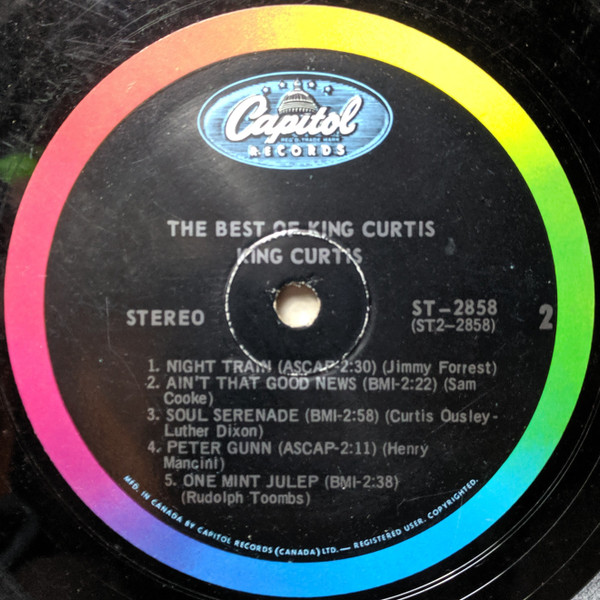 Capitol
REG. U.S. TRADE MARK
RECORDS
THE BEST OF KING CURTIS
KING CURTIS
STEREO
ST-2858
(ST2-2858)
2
1. NIGHT TRAIN (ASCAP-2:30) (Jimmy Forrest)
2. AIN'T THAT GOOD NEWS (BMI-2:22) (Sam
Cooke)
3. SOUL SERENADE (BMI-2:58) (Curtis Ousley-
Luther Dixon)
4. PETER GUNN (ASCAP-2:11) (Henry
Mancini)
5. ONE MINT JULEP (BMI-2:38)
(Rudolph Toombs)
MFD. IN CANADA BY CAPITOL RECORDS (CANADA) LTD. — REGISTERED USER. COPYRIGHTED.